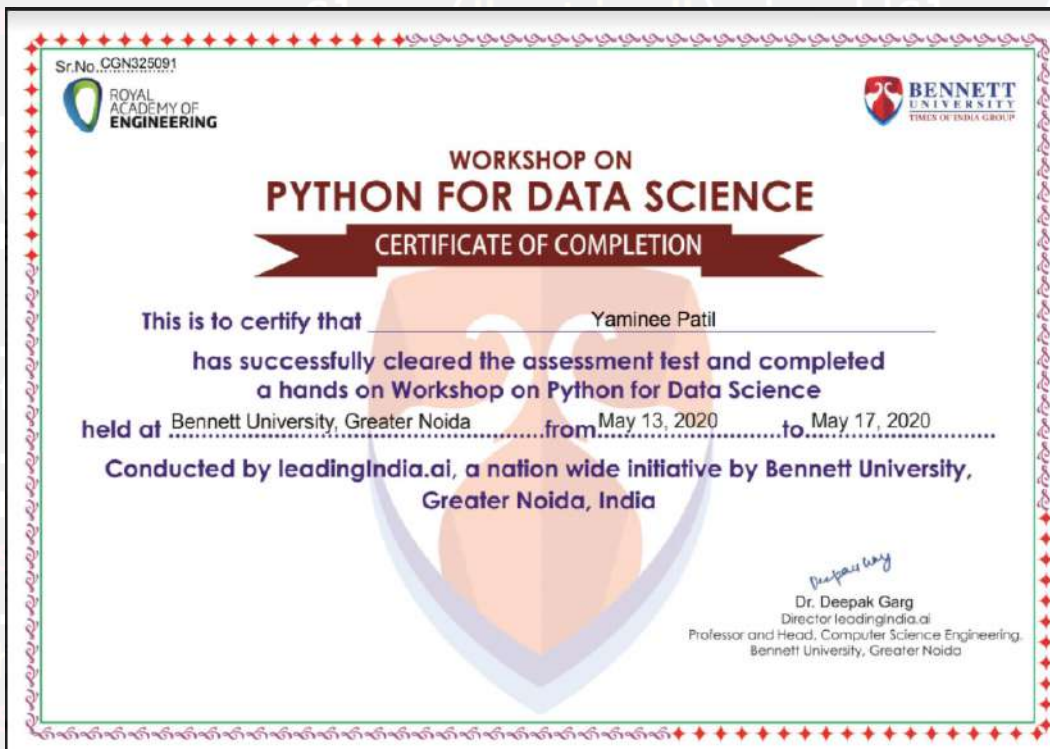 Sr.No. CGN325091
ROYAL
ACADEMY OF
ENGINEERING
BENNETT
UNIVERSITY
TIMES OF INDIA GROUP
WORKSHOP ON
PYTHON FOR DATA SCIENCE
CERTIFICATE OF COMPLETION
This is to certify that Yaminee Patil
has successfully cleared the assessment test and completed
a hands on Workshop on Python for Data Science
held at Bennett University, Greater Noida from May 13, 2020 to May 17, 2020
Conducted by leadingindia.ai, a nation wide initiative by Bennett University,
Greater Noida, India
Deepak Garg
Dr. Deepak Garg
Director leadingindia.ai
Professor and Head, Computer Science Engineering,
Bennett University, Greater Noida